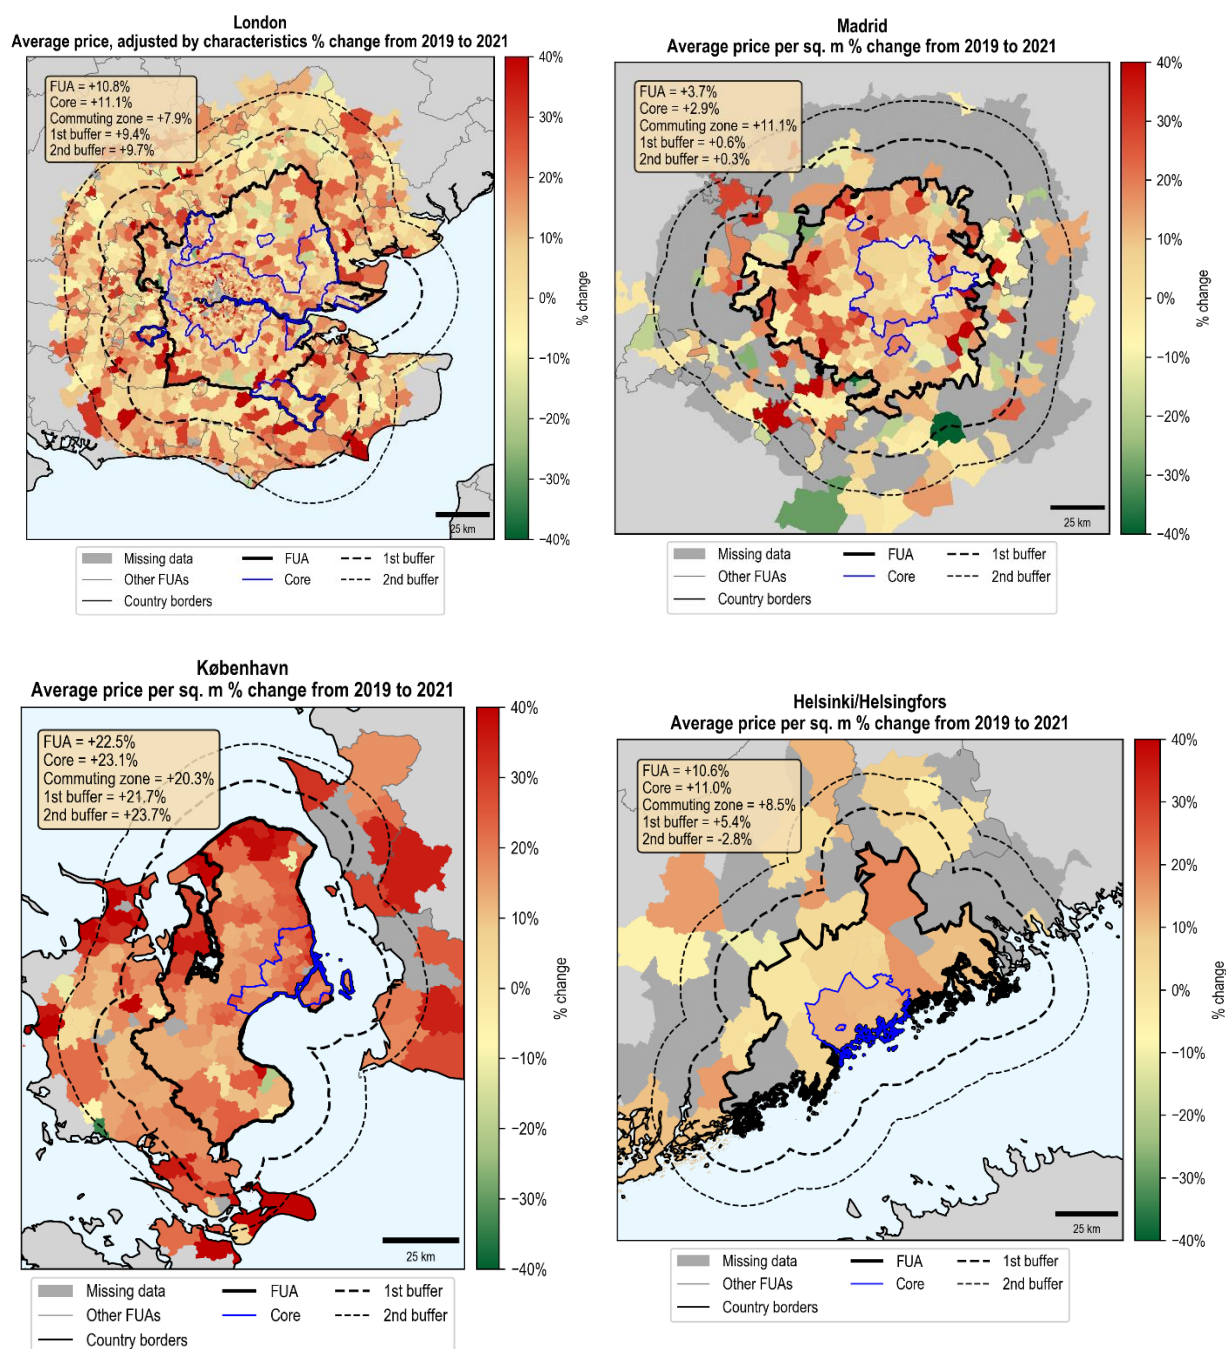 London
Average price, adjusted by characteristics % change from 2019 to 2021
FUA = +10.8%
Core = +11.1%
Commuting zone = +7.9%
1st buffer = +9.4%
2nd buffer = +9.7%
40%
30%
20%
10%
0%
−10%
−20%
−30%
−40%
% change
25 km
Missing data
Other FUAs
Country borders
FUA
Core
1st buffer
2nd buffer
Madrid
Average price per sq. m % change from 2019 to 2021
FUA = +3.7%
Core = +2.9%
Commuting zone = +11.1%
1st buffer = +0.6%
2nd buffer = +0.3%
40%
30%
20%
10%
0%
−10%
−20%
−30%
−40%
% change
25 km
Missing data
Other FUAs
Country borders
FUA
Core
1st buffer
2nd buffer
København
Average price per sq. m % change from 2019 to 2021
FUA = +22.5%
Core = +23.1%
Commuting zone = +20.3%
1st buffer = +21.7%
2nd buffer = +23.7%
40%
30%
20%
10%
0%
−10%
−20%
−30%
−40%
% change
25 km
Missing data
Other FUAs
Country borders
FUA
Core
1st buffer
2nd buffer
Helsinki/Helsingfors
Average price per sq. m % change from 2019 to 2021
FUA = +10.6%
Core = +11.0%
Commuting zone = +8.5%
1st buffer = +5.4%
2nd buffer = -2.8%
40%
30%
20%
10%
0%
−10%
−20%
−30%
−40%
% change
25 km
Missing data
Other FUAs
Country borders
FUA
Core
1st buffer
2nd buffer